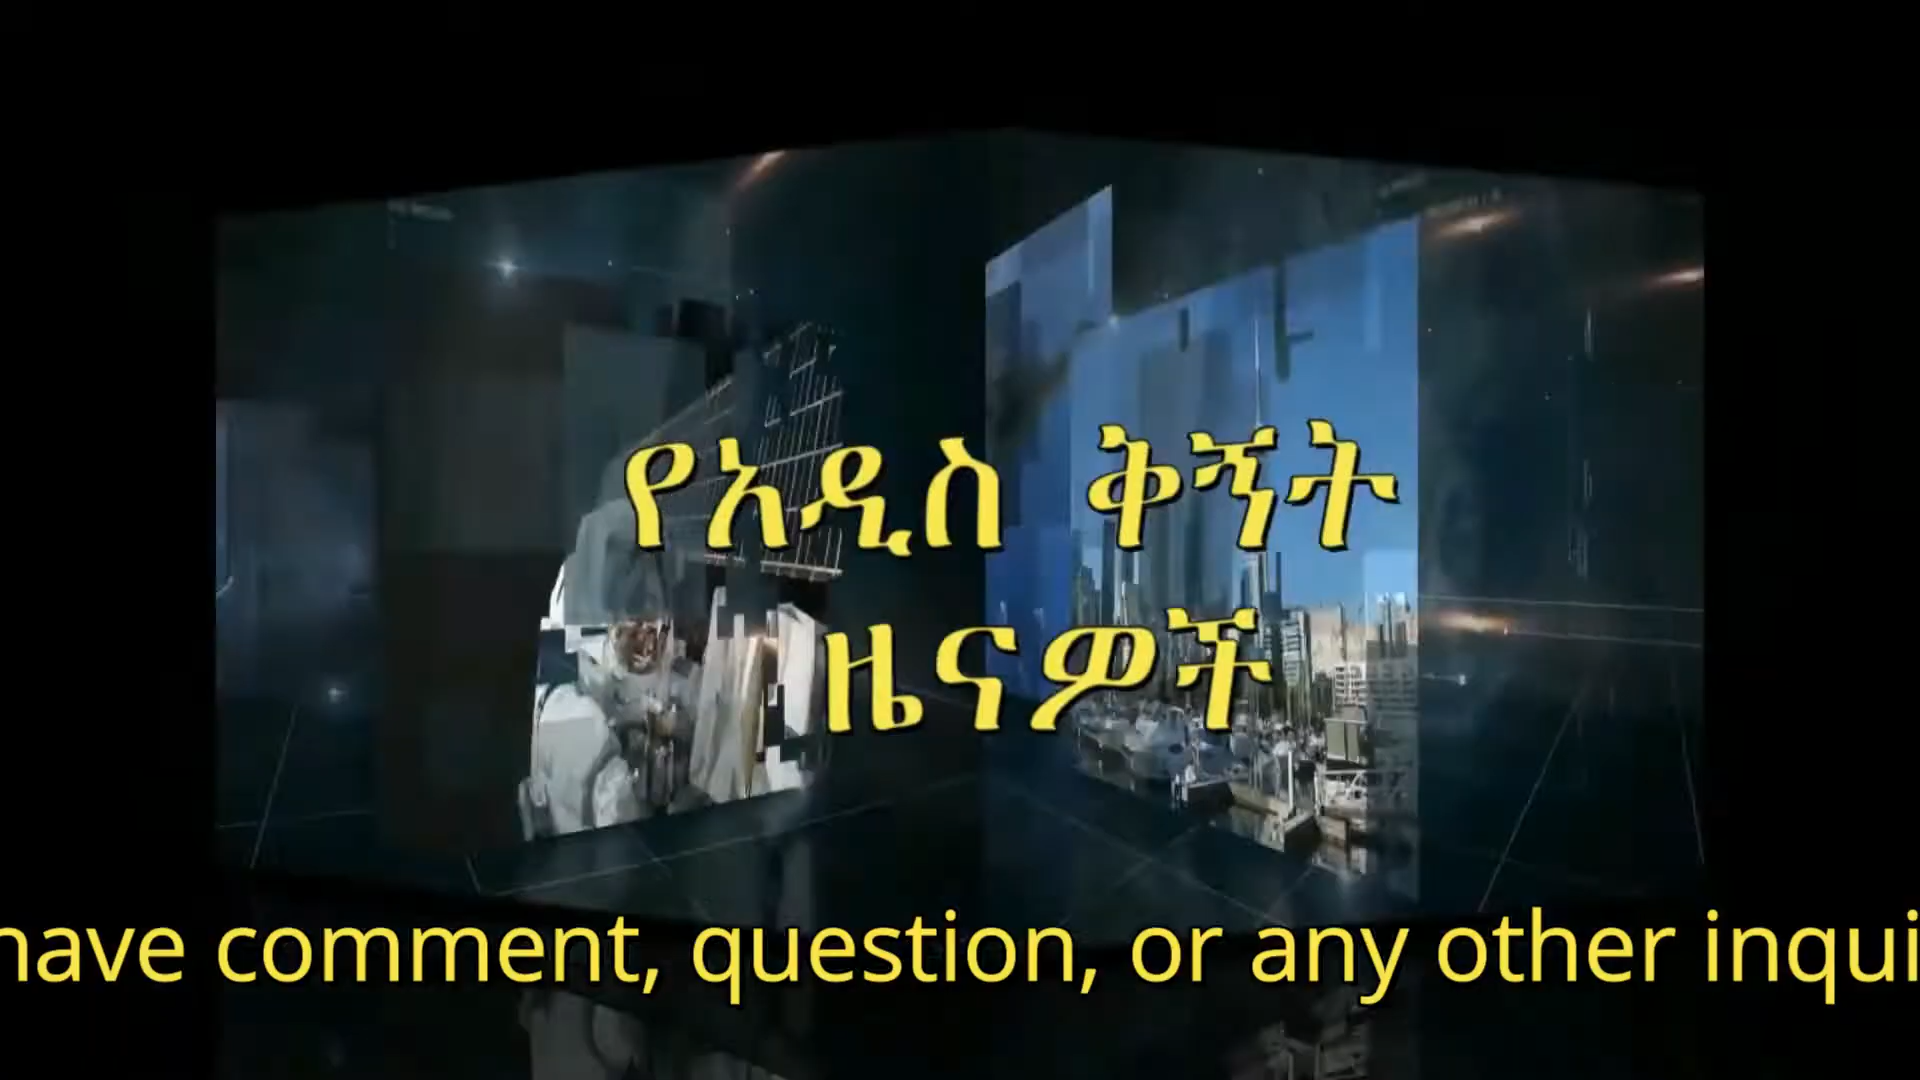 የአዲስ ቅኝት
ዜናዎች
have comment, question, or any other inqui